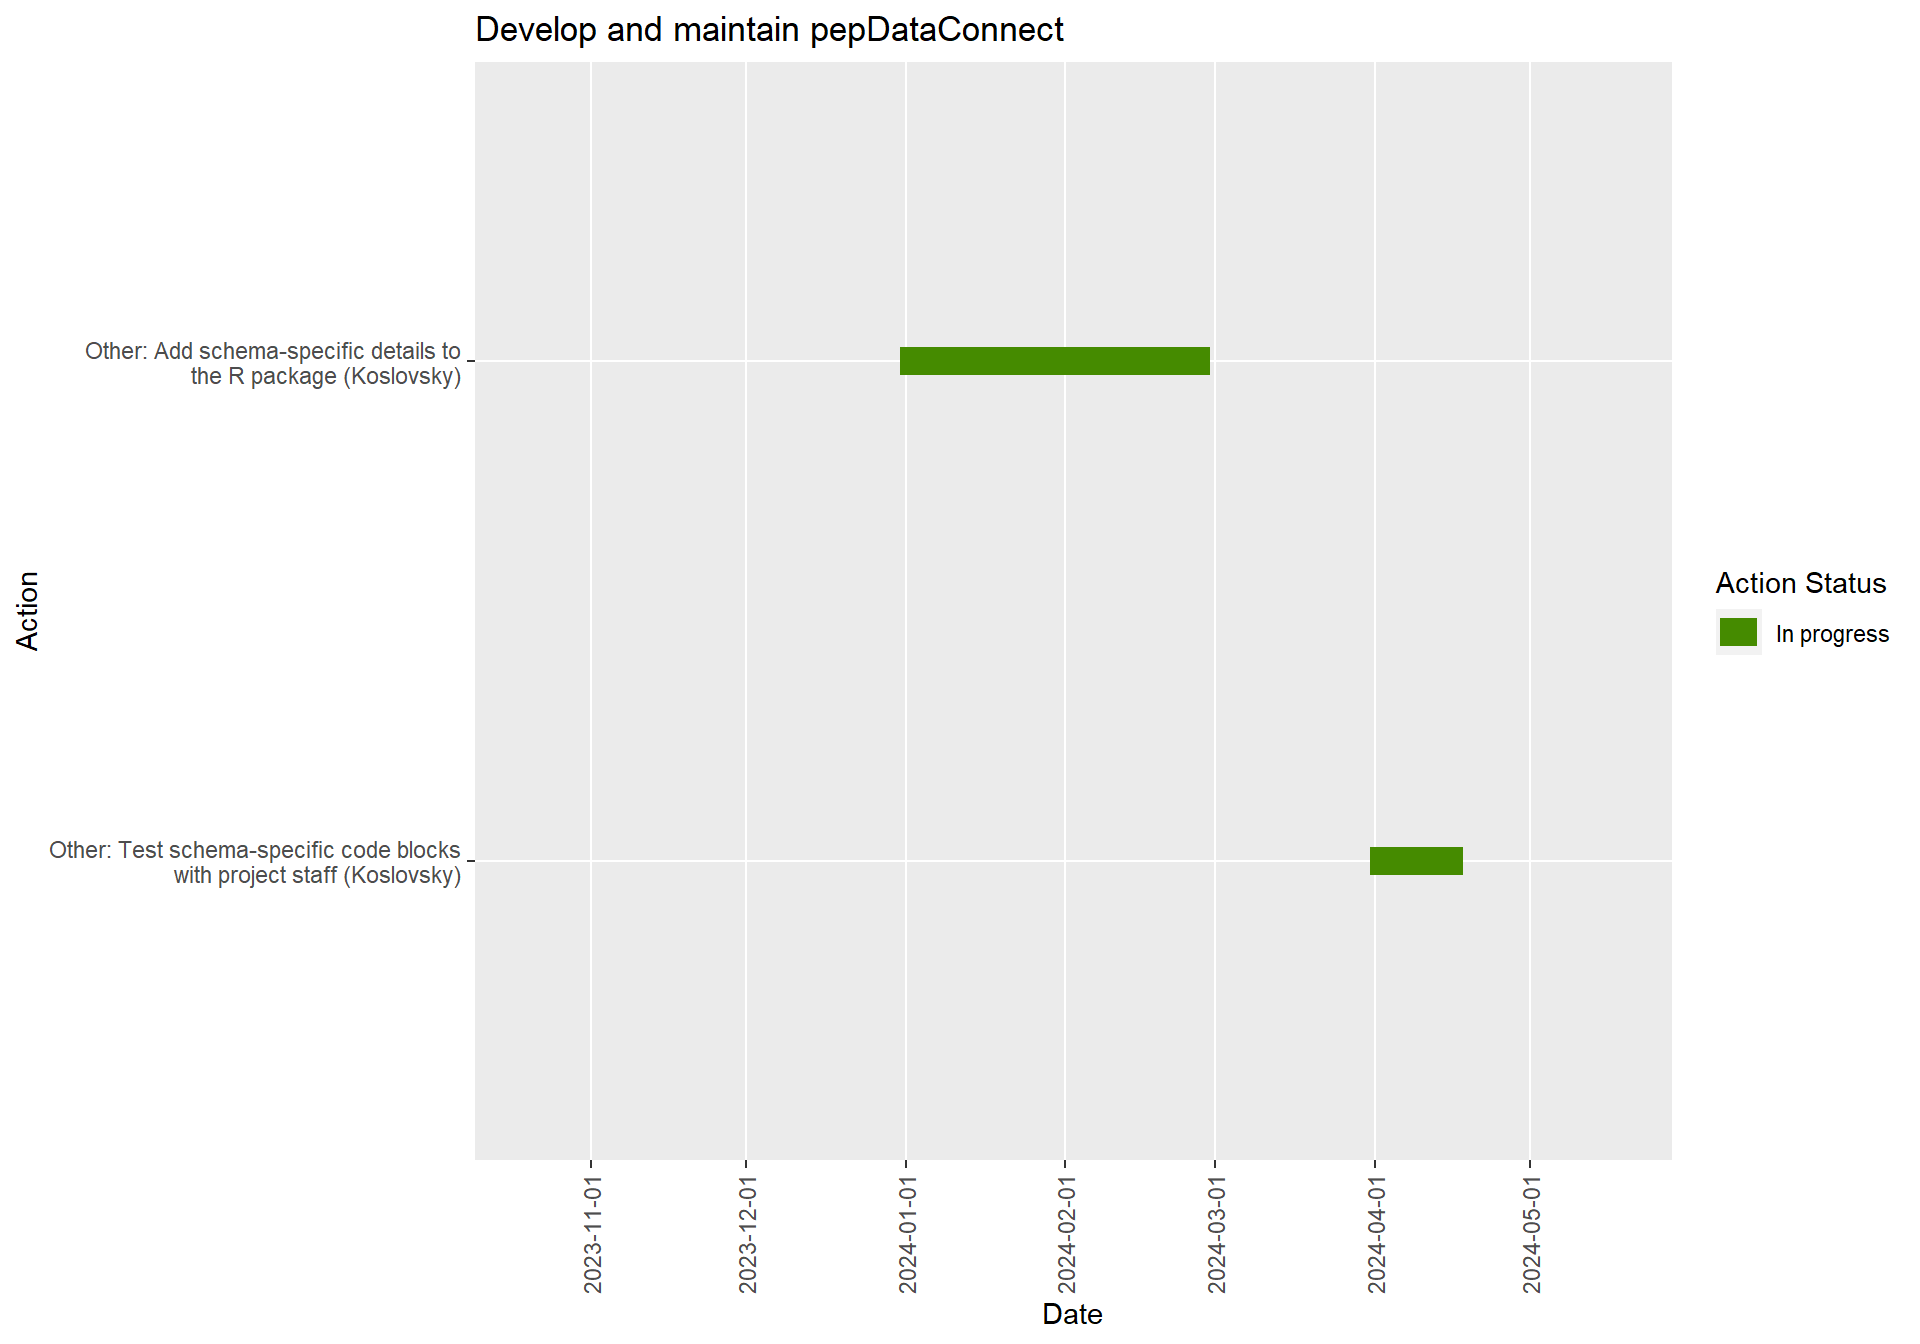 Develop and maintain pepDataConnect
Action
Other: Add schema-specific details to
the R package (Koslovsky)
Other: Test schema-specific code blocks
with project staff (Koslovsky)
2023-11-01
2023-12-01
2024-01-01
2024-02-01
2024-03-01
2024-04-01
2024-05-01
Date
Action Status
In progress